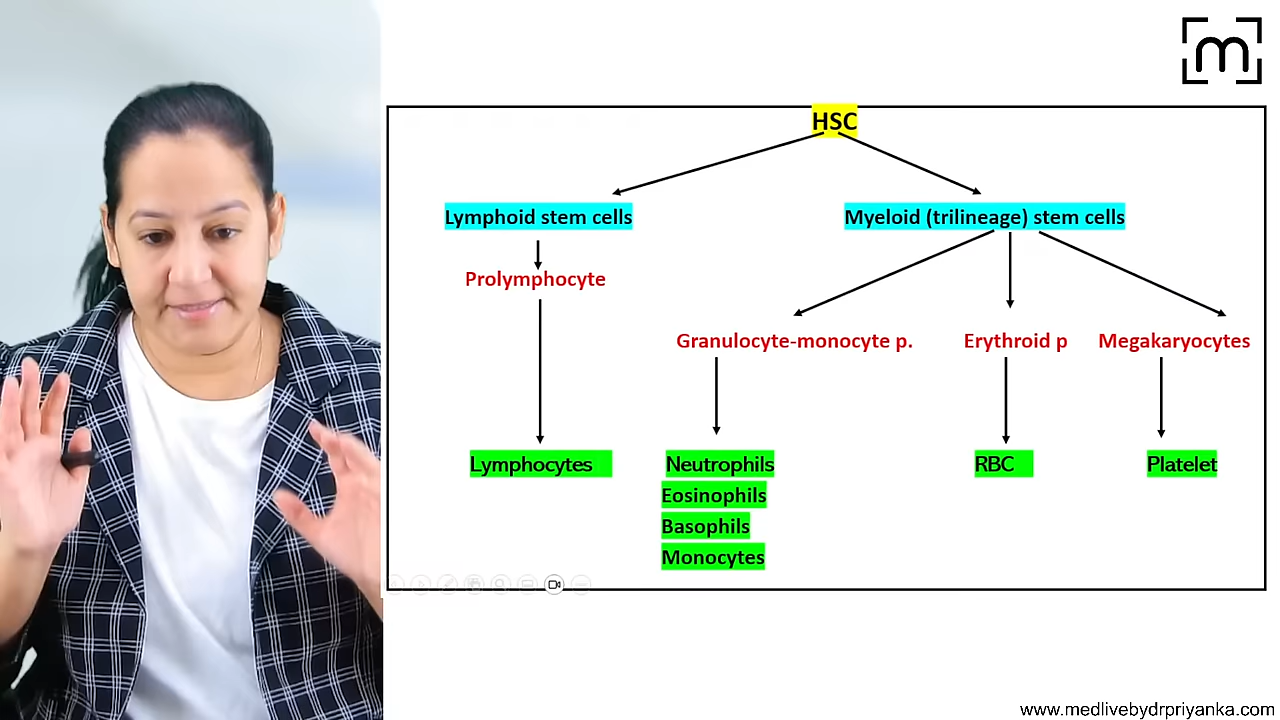 m
HSC
Lymphoid stem cells
Myeloid (trilineage) stem cells
Prolymphocyte
Granulocyte-monocyte p.
Erythroid p
Megakaryocytes
Lymphocytes
Neutrophils
Eosinophils
Basophils
Monocytes
RBC
Platelet
www.medlivebydrpriyanka.com